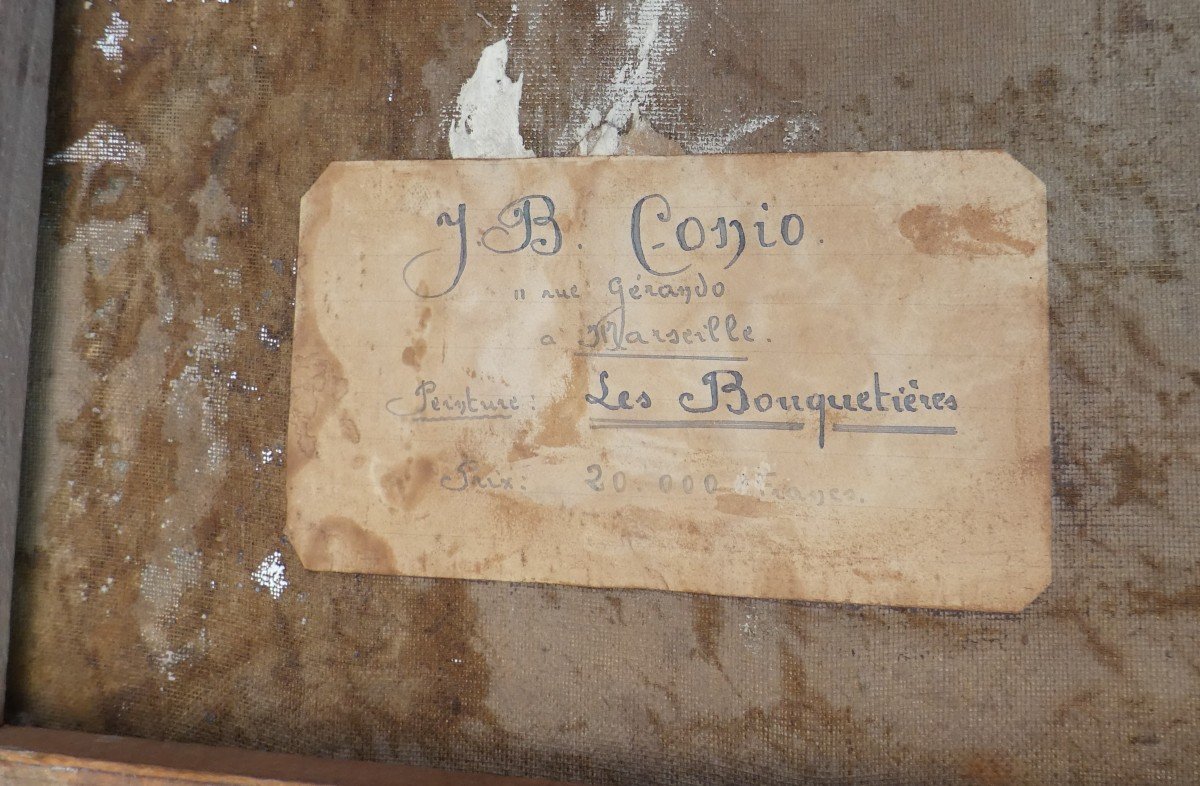 J.B. Conio.
11 rue Gérando
a Marseille.
Peinture: Les Bouquetières
Prix: 20.000 Francs.